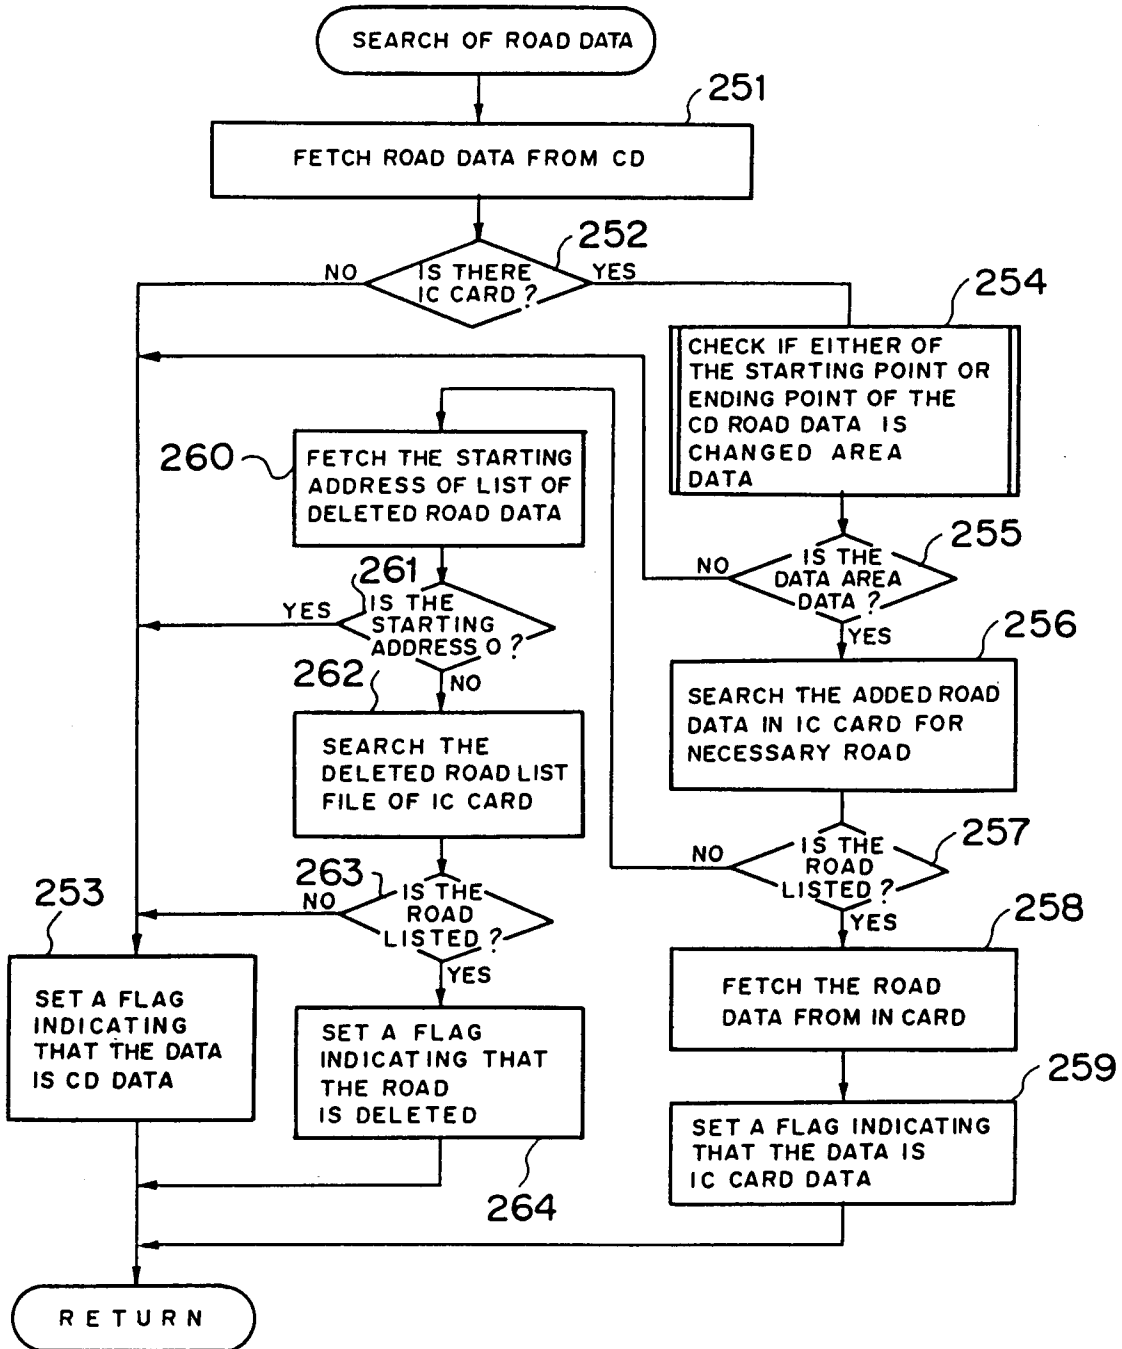 SEARCH OF ROAD DATA
251
FETCH ROAD DATA FROM CD
252
NO
IS THERE
IC CARD?
YES
254
CHECK IF EITHER OF
THE STARTING POINT OR
ENDING POINT OF THE
CD ROAD DATA IS
CHANGED AREA
DATA
260
FETCH THE STARTING
ADDRESS OF LIST OF
DELETED ROAD DATA
255
NO
IS THE
DATA AREA
DATA?
YES
261
YES
IS THE
STARTING
ADDRESS 0?
NO
256
SEARCH THE ADDED ROAD
DATA IN IC CARD FOR
NECESSARY ROAD
262
SEARCH THE
DELETED ROAD LIST
FILE OF IC CARD
257
NO
IS THE
ROAD
LISTED?
YES
263
NO
IS THE
ROAD
LISTED?
YES
253
SET A FLAG
INDICATING
THAT THE DATA
IS CD DATA
258
FETCH THE ROAD
DATA FROM IN CARD
SET A FLAG
INDICATING THAT
THE ROAD
IS DELETED
264
259
SET A FLAG INDICATING
THAT THE DATA IS
IC CARD DATA
RETURN